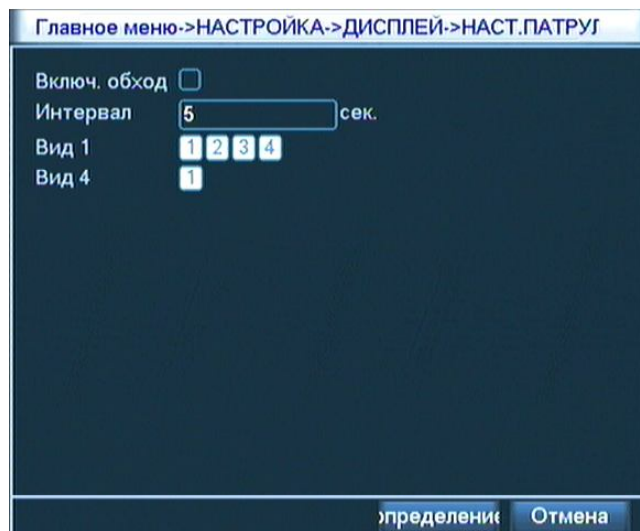 Главное меню->НАСТРОЙКА->ДИСПЛЕЙ->НАСТ.ПАТРУЛ
Включ. обход
Интервал 5 сек.
Вид 1 1 2 3 4
Вид 4 1
определение Отмена